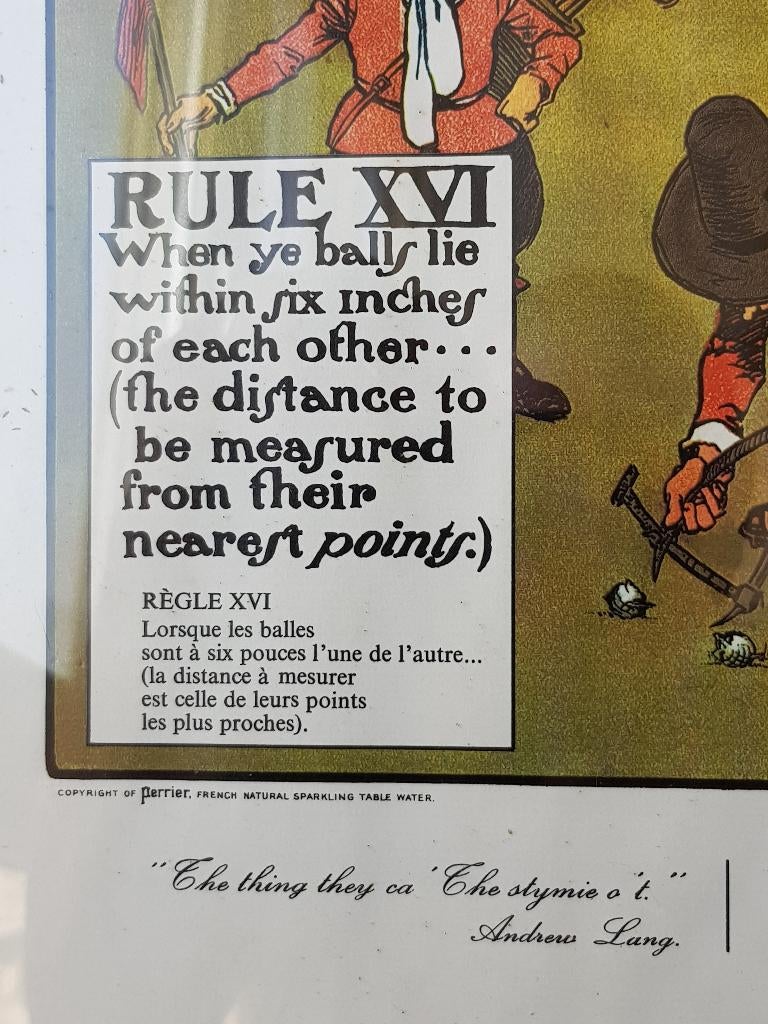 RULE XVI
When ye balls lie
within six inches
of each other...
(the distance to
be measured
from their
nearest points.)
RÈGLE XVI
Lorsque les balles
sont à six pouces l'une de l'autre...
(la distance à mesurer
est celle de leurs points
les plus proches).
COPYRIGHT OF Perrier, FRENCH NATURAL SPARKLING TABLE WATER.
"The thing they ca 'The stymie o 't."
Andrew Lang.